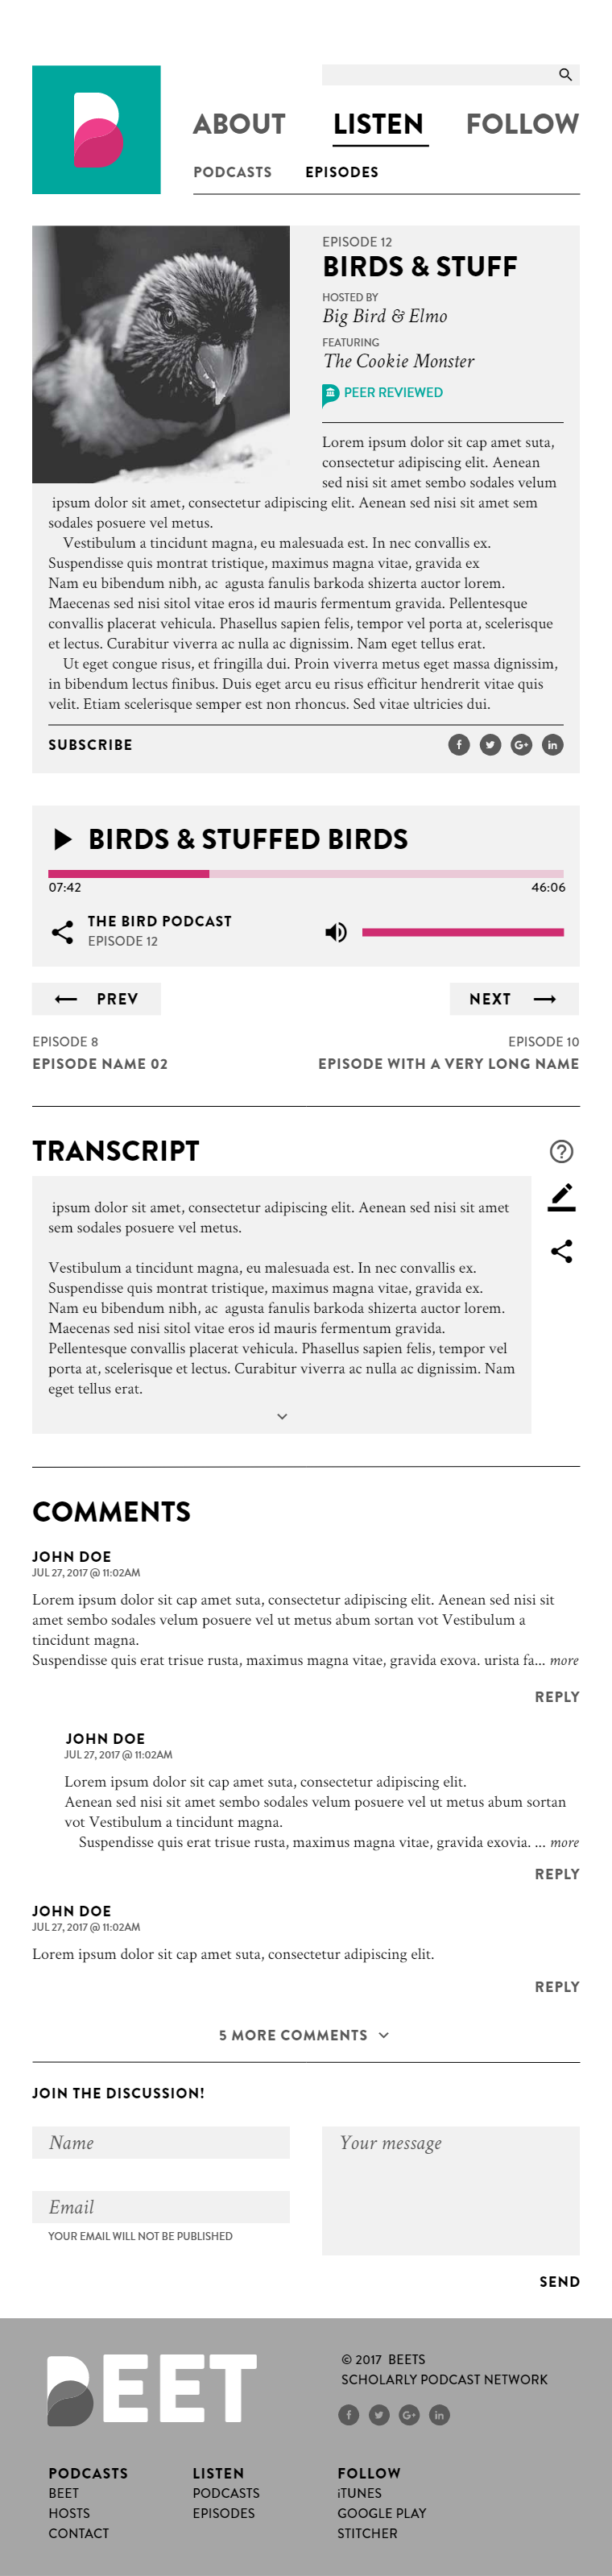 B
ABOUT LISTEN FOLLOW
PODCASTS EPISODES
EPISODE 12
BIRDS & STUFF
HOSTED BY
Big Bird & Elmo
FEATURING
The Cookie Monster
PEER REVIEWED
Lorem ipsum dolor sit cap amet suta,
consectetur adipiscing elit. Aenean
sed nisi sit amet sembo sodales velum
ipsum dolor sit amet, consectetur adipiscing elit. Aenean sed nisi sit amet sem
sodales posuere vel metus.
Vestibulum a tincidunt magna, eu malesuada est. In nec convallis ex.
Suspendisse quis montrat tristique, maximus magna vitae, gravida ex
Nam eu bibendum nibh, ac agusta fanulis barkoda shizerta auctor lorem.
Maecenas sed nisi sitol vitae eros id mauris fermentum gravida. Pellentesque
convallis placerat vehicula. Phasellus sapien felis, tempor vel porta at, scelerisque
et lectus. Curabitur viverra ac nulla ac dignissim. Nam eget tellus erat.
Ut eget congue risus, et fringilla dui. Proin viverra metus eget massa dignissim,
in bibendum lectus finibus. Duis eget arcu eu risus efficitur hendrerit vitae quis
velit. Etiam scelerisque semper est non rhoncus. Sed vitae ultricies dui.
SUBSCRIBE f G+ in
BIRDS & STUFFED BIRDS
07:42 46:06
THE BIRD PODCAST
EPISODE 12
PREV NEXT
EPISODE 8 EPISODE 10
EPISODE NAME 02 EPISODE WITH A VERY LONG NAME
TRANSCRIPT ?
ipsum dolor sit amet, consectetur adipiscing elit. Aenean sed nisi sit amet
sem sodales posuere vel metus.
Vestibulum a tincidunt magna, eu malesuada est. In nec convallis ex.
Suspendisse quis montrat tristique, maximus magna vitae, gravida ex.
Nam eu bibendum nibh, ac agusta fanulis barkoda shizerta auctor lorem.
Maecenas sed nisi sitol vitae eros id mauris fermentum gravida.
Pellentesque convallis placerat vehicula. Phasellus sapien felis, tempor vel
porta at, scelerisque et lectus. Curabitur viverra ac nulla ac dignissim. Nam
eget tellus erat.
COMMENTS
JOHN DOE
JUL 27, 2017 @ 11:02AM
Lorem ipsum dolor sit cap amet suta, consectetur adipiscing elit. Aenean sed nisi sit
amet sembo sodales velum posuere vel ut metus abum sortan vot Vestibulum a
tincidunt magna.
Suspendisse quis erat trisue rusta, maximus magna vitae, gravida exova. urista fa... more
REPLY
JOHN DOE
JUL 27, 2017 @ 11:02AM
Lorem ipsum dolor sit cap amet suta, consectetur adipiscing elit.
Aenean sed nisi sit amet sembo sodales velum posuere vel ut metus abum sortan
vot Vestibulum a tincidunt magna.
Suspendisse quis erat trisue rusta, maximus magna vitae, gravida exovia. ... more
REPLY
JOHN DOE
JUL 27, 2017 @ 11:02AM
Lorem ipsum dolor sit cap amet suta, consectetur adipiscing elit.
REPLY
5 MORE COMMENTS
JOIN THE DISCUSSION!
Name Your message
Email
YOUR EMAIL WILL NOT BE PUBLISHED
SEND
BEET
© 2017 BEETS
SCHOLARLY PODCAST NETWORK
f G+ in
PODCASTS LISTEN FOLLOW
BEET PODCASTS iTUNES
HOSTS EPISODES GOOGLE PLAY
CONTACT STITCHER